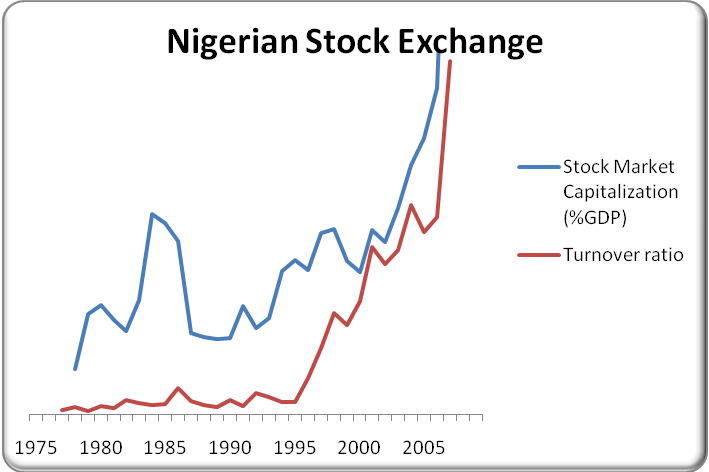 Nigerian Stock Exchange
Stock Market
Capitalization
(%GDP)
Turnover ratio
1975 1980 1985 1990 1995 2000 2005